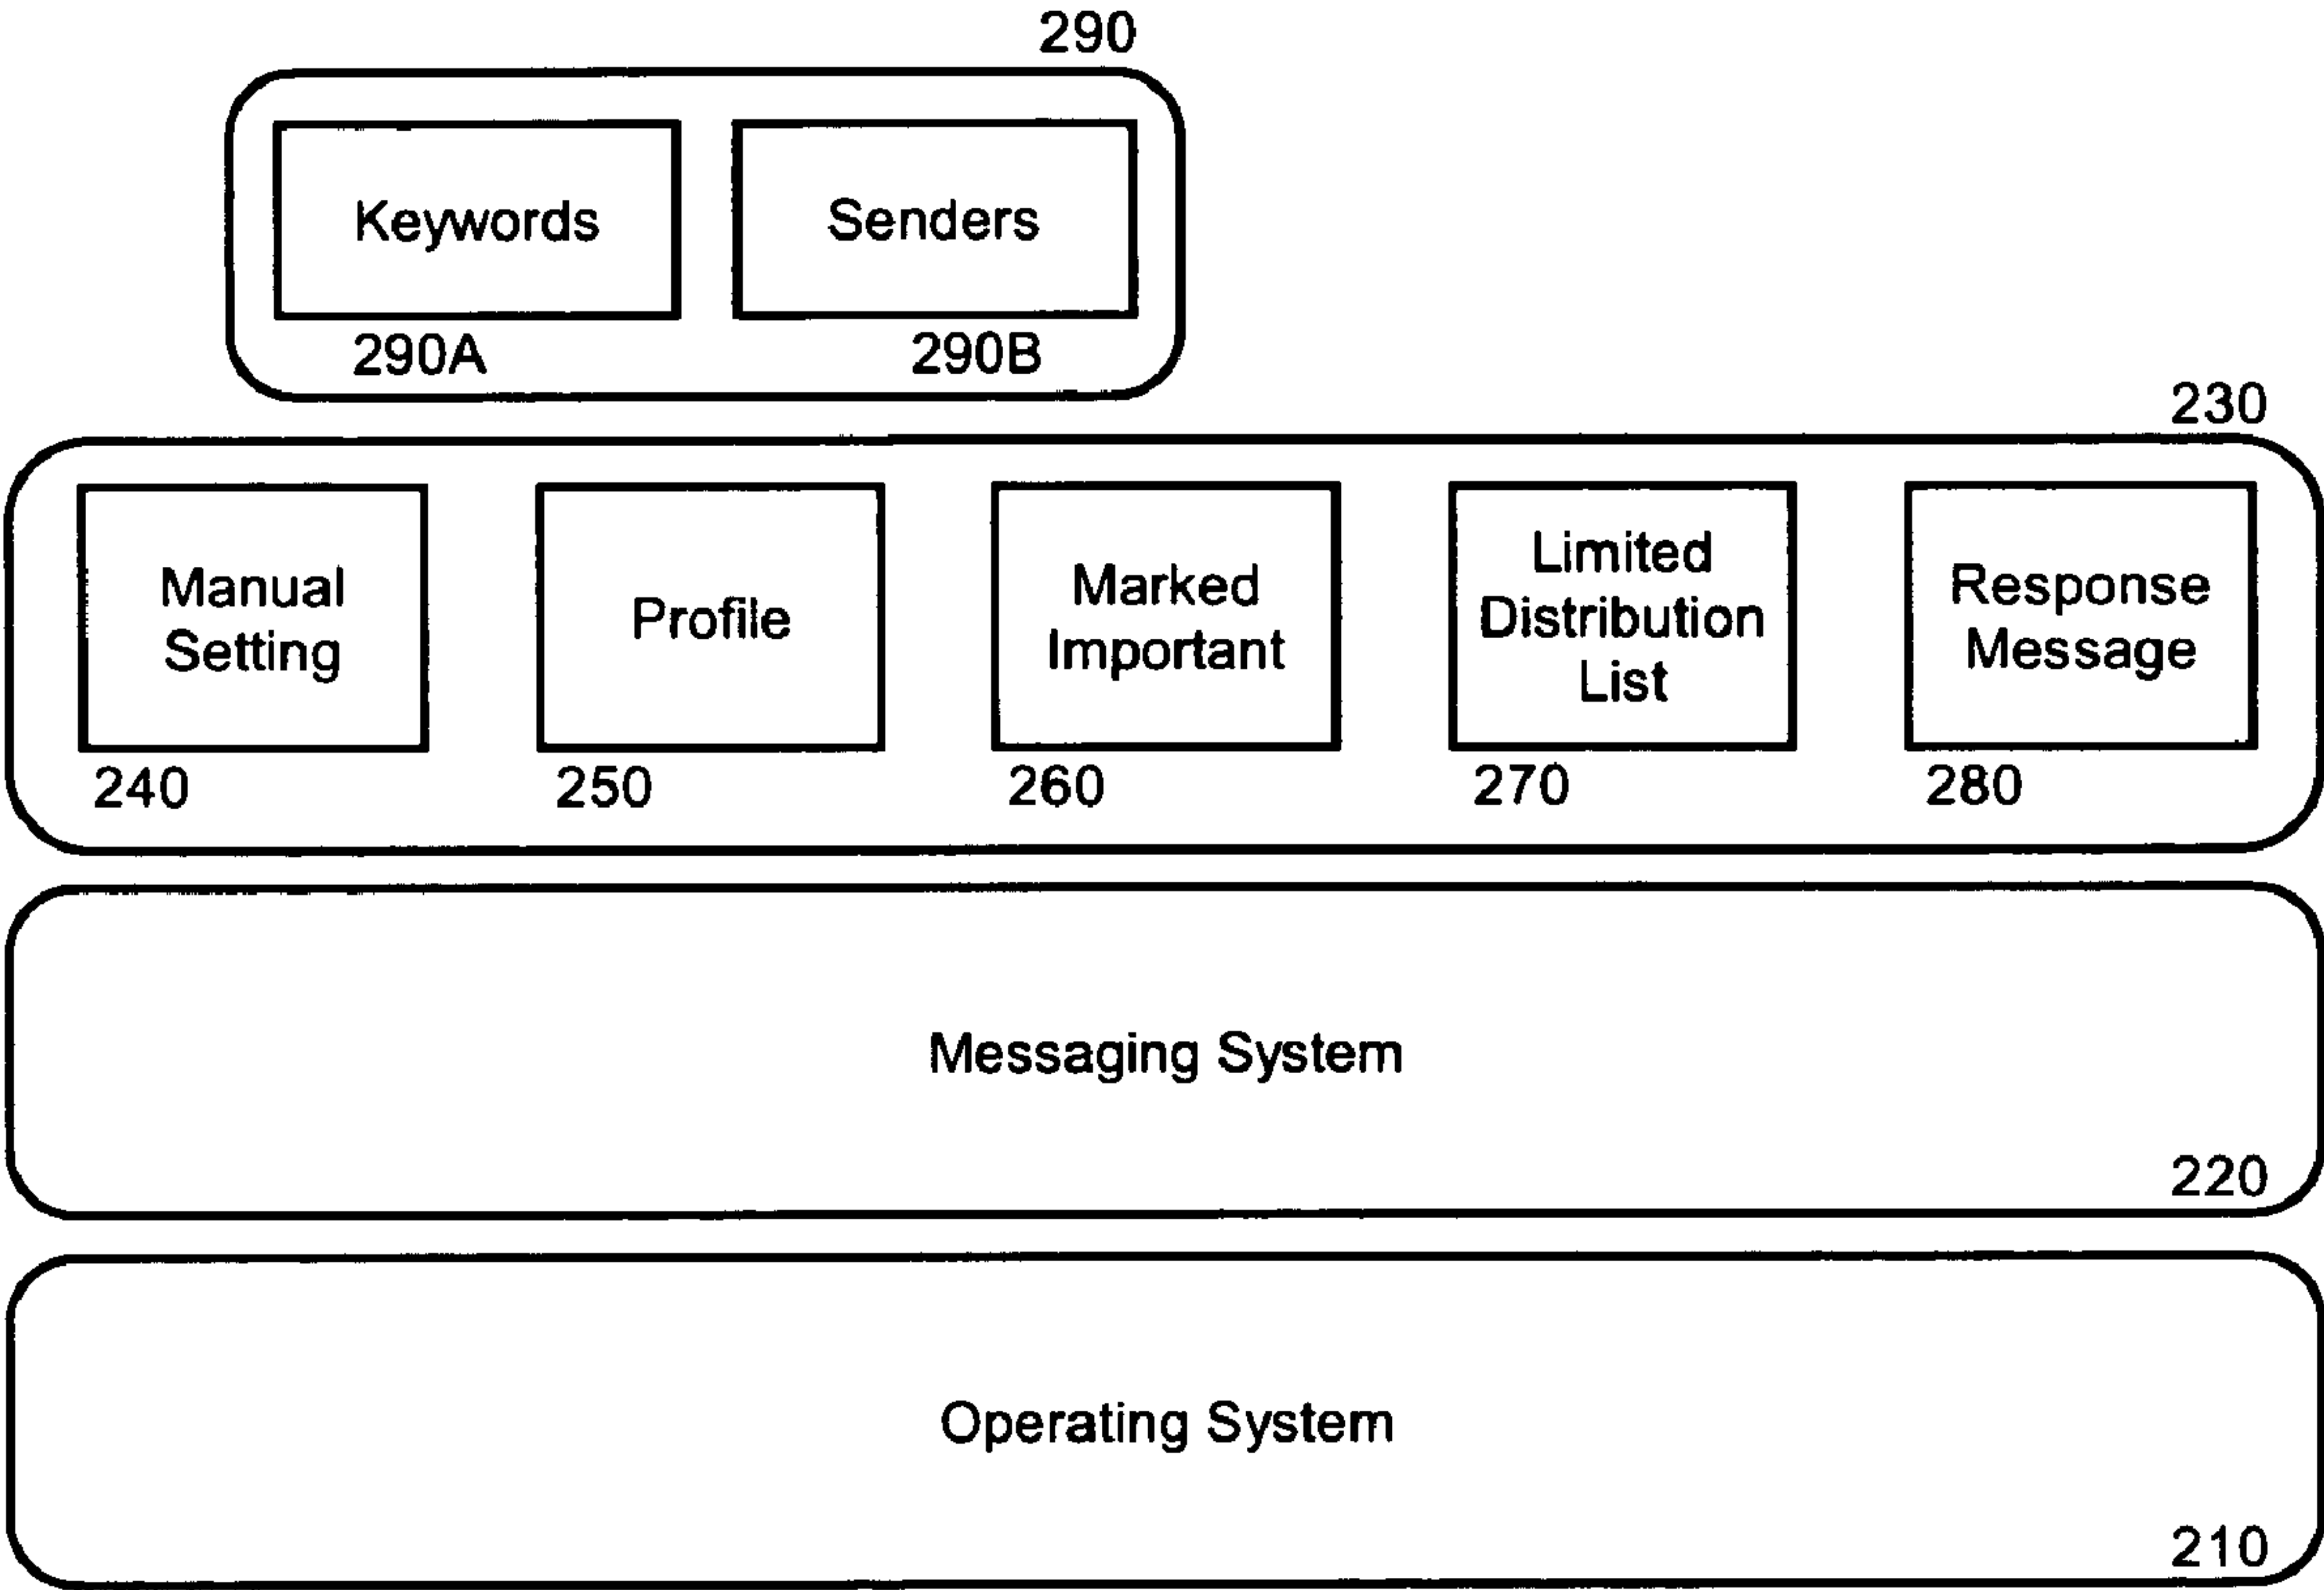 290
Keywords
Senders
290A
290B
230
Manual
Setting
Profile
Marked
Important
Limited
Distribution
List
Response
Message
240
250
260
270
280
Messaging System
220
Operating System
210